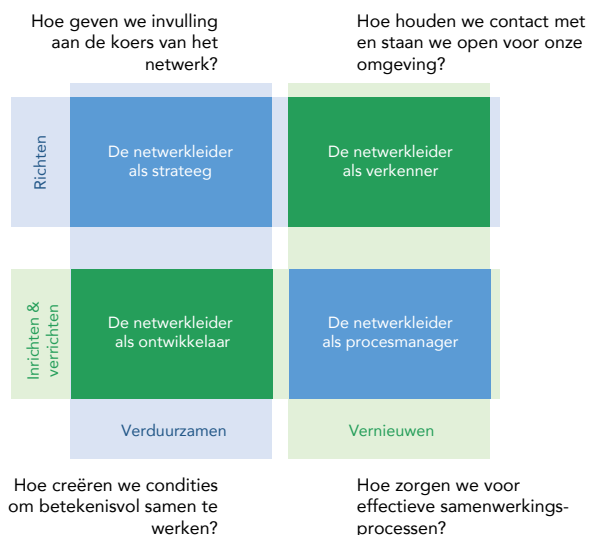 Hoe geven we invulling
aan de koers van het
netwerk?
Hoe houden we contact met
en staan we open voor onze
omgeving?
Richten
De netwerkleider
als strateeg
De netwerkleider
als verkenner
Inrichten &
verrichten
De netwerkleider
als ontwikkelaar
De netwerkleider
als procesmanager
Verduurzamen
Vernieuwen
Hoe creëren we condities
om betekenisvol samen te
werken?
Hoe zorgen we voor
effectieve samenwerkings-
processen?